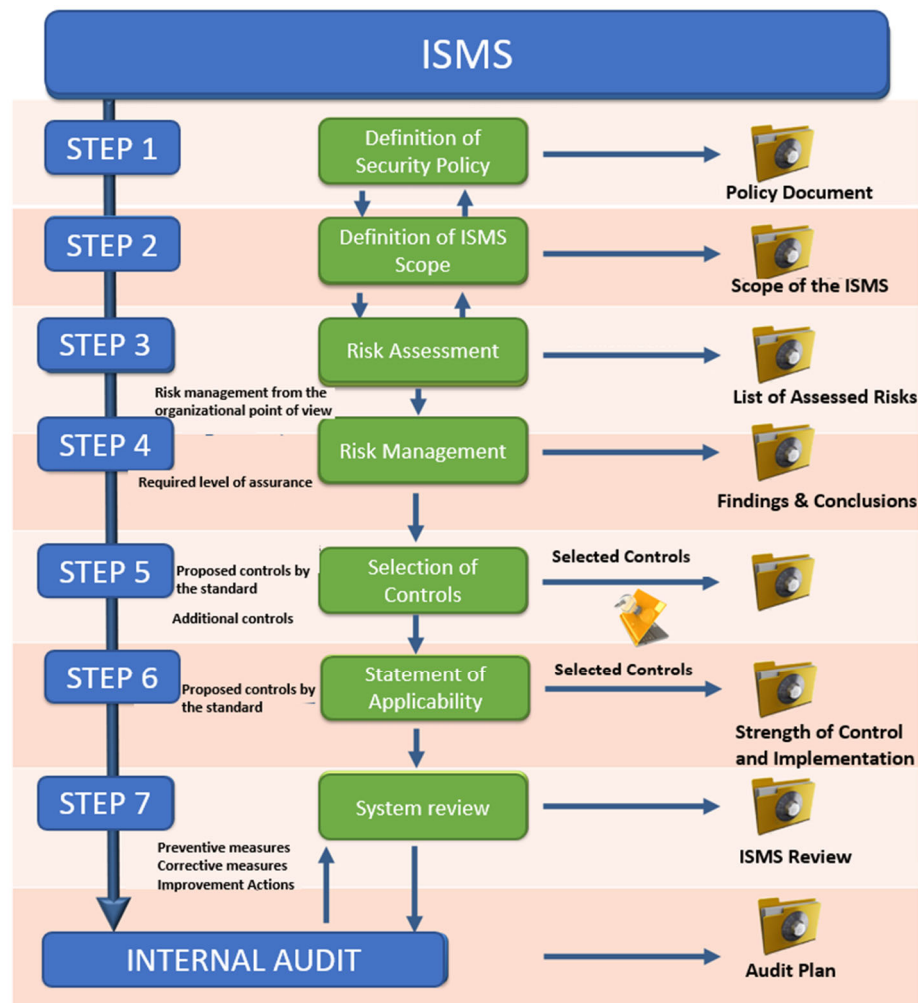 ISMS
STEP 1
Definition of
Security Policy
Policy Document
STEP 2
Definition of ISMS
Scope
Scope of the ISMS
STEP 3
Risk Assessment
List of Assessed Risks
Risk management from the
organizational point of view
STEP 4
Risk Management
Required level of assurance
Findings & Conclusions
STEP 5
Proposed controls by
the standard
Additional controls
Selection of
Controls
Selected Controls
STEP 6
Proposed controls by
the standard
Statement of
Applicability
Selected Controls
Strength of Control
and Implementation
STEP 7
System review
ISMS Review
Preventive measures
Corrective measures
Improvement Actions
INTERNAL AUDIT
Audit Plan